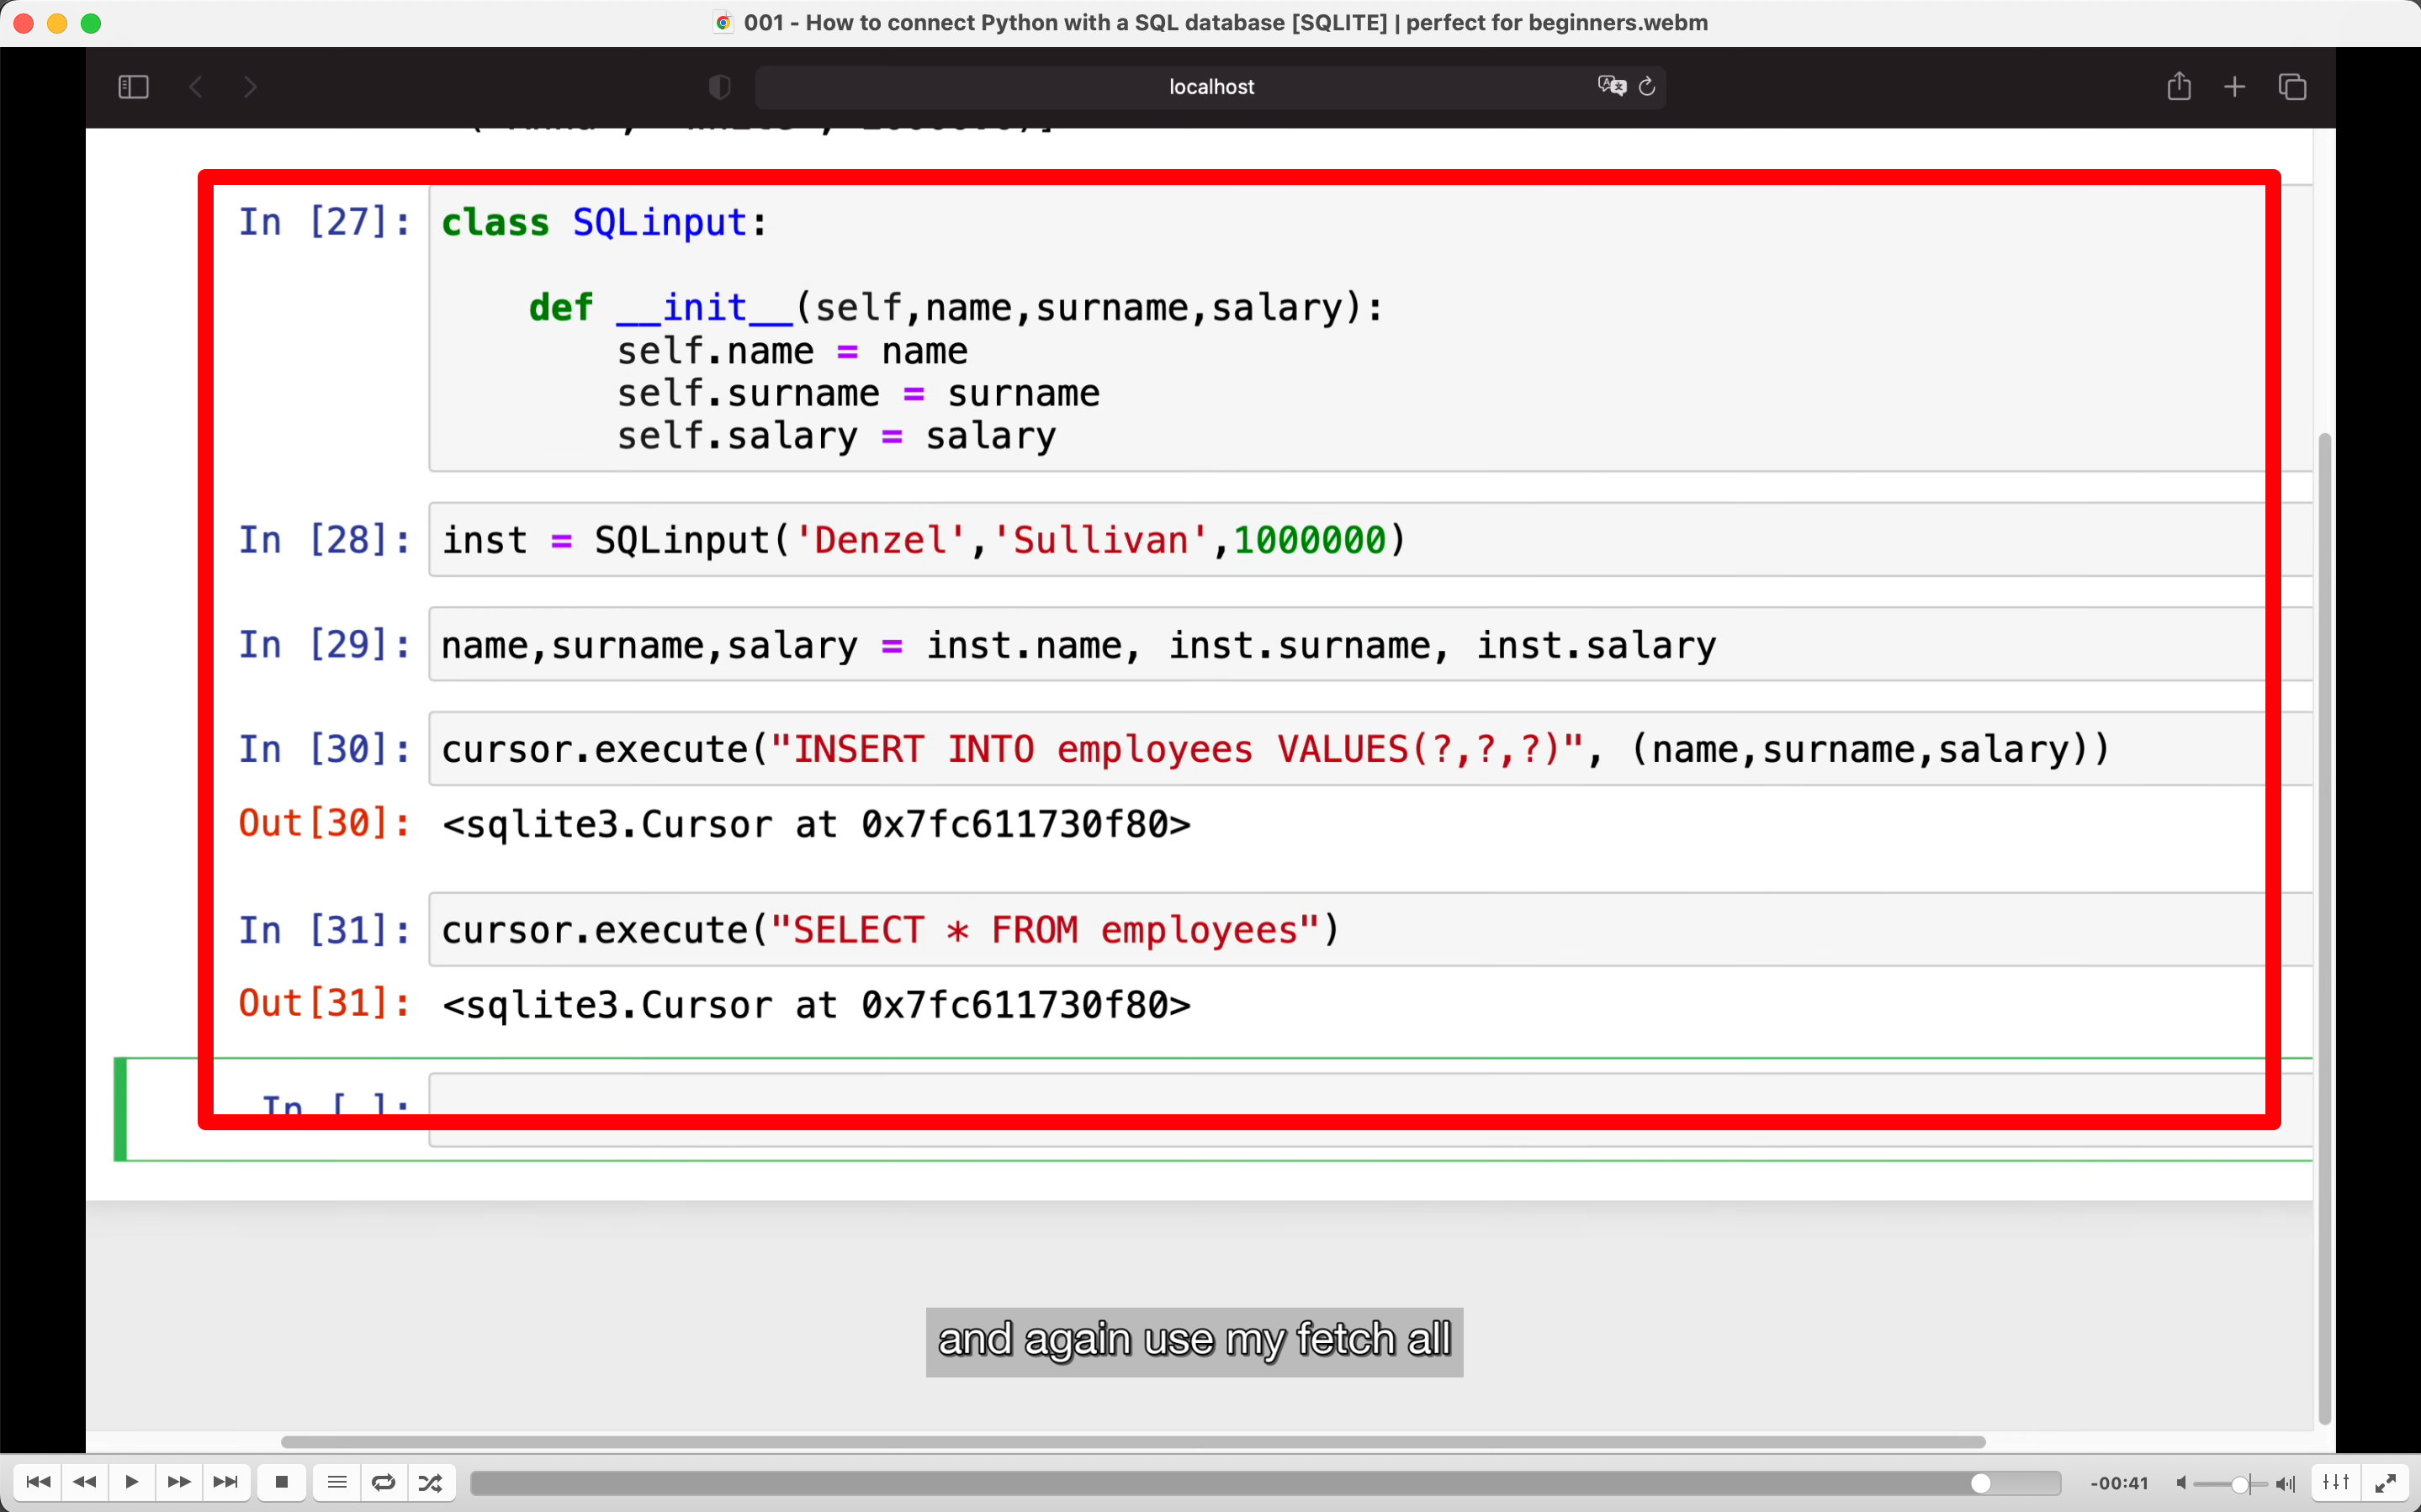 001 - How to connect Python with a SQL database [SQLITE] | perfect for beginners.webm
localhost
In [27]: class SQLinput:
def __init__(self,name,surname,salary):
self.name = name
self.surname = surname
self.salary = salary
In [28]: inst = SQLinput('Denzel','Sullivan',1000000)
In [29]: name,surname,salary = inst.name, inst.surname, inst.salary
In [30]: cursor.execute("INSERT INTO employees VALUES(?,?,?)", (name,surname,salary))
Out[30]: <sqlite3.Cursor at 0x7fc611730f80>
In [31]: cursor.execute("SELECT * FROM employees")
Out[31]: <sqlite3.Cursor at 0x7fc611730f80>
In [ ]:
and again use my fetch all
-00:41